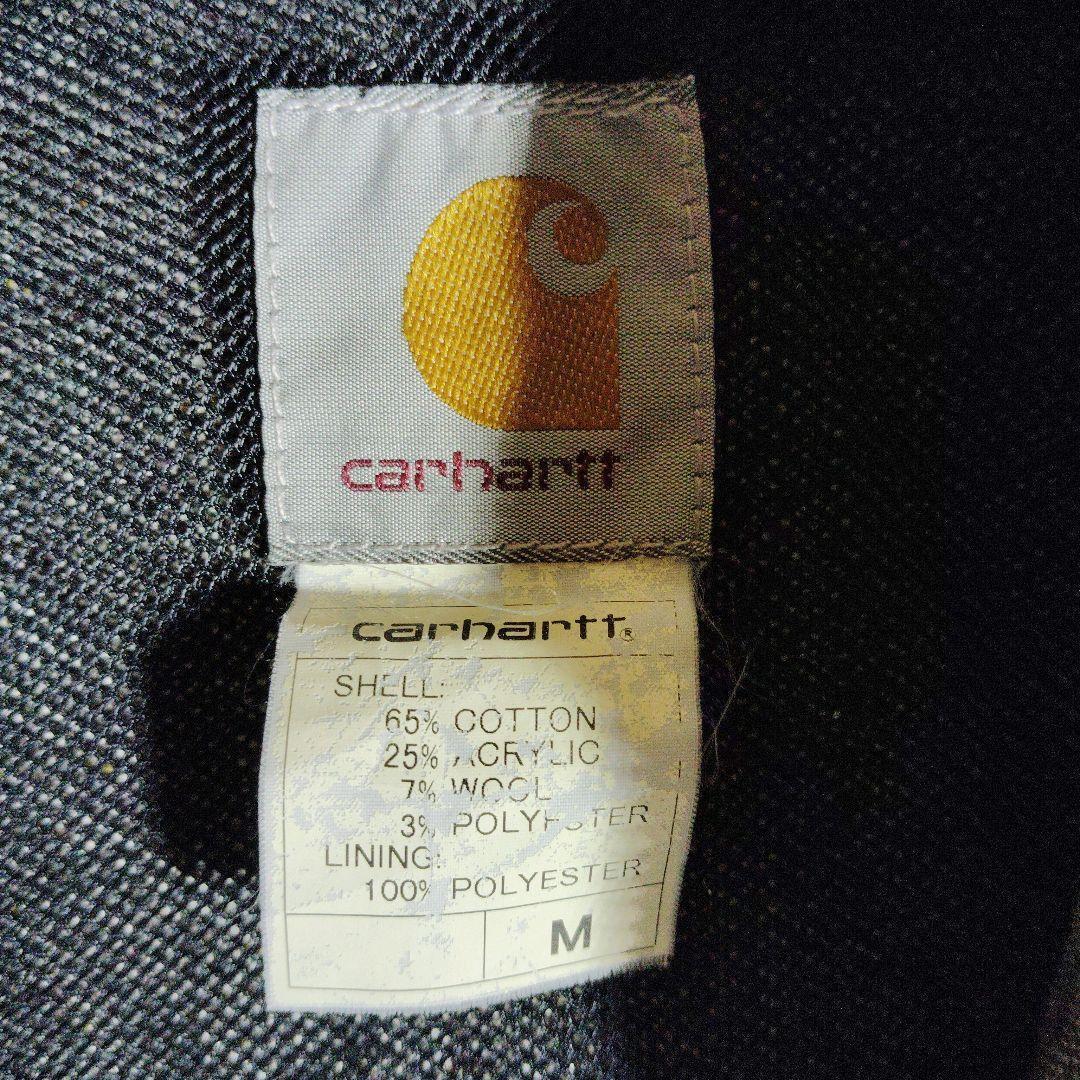 carhartt
carhartt®
SHELL:
65% COTTON
25% ACRYLIC
7% WOOL
3% POLYESTER
LINING:
100% POLYESTER
M